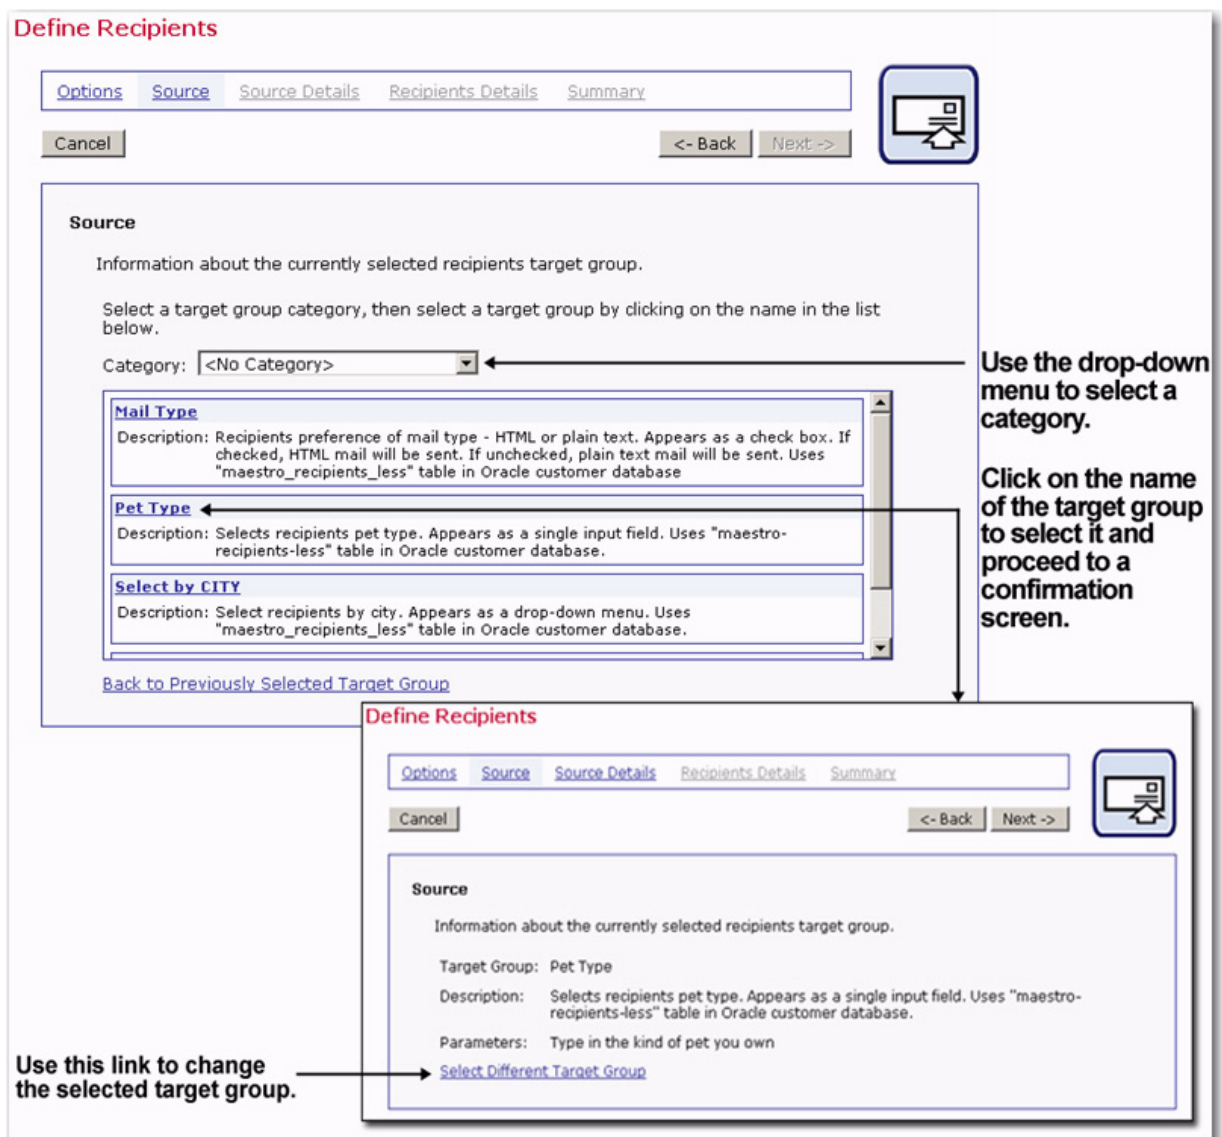 Define Recipients
Options Source Source Details Recipients Details Summary
Cancel <- Back Next ->
Source
Information about the currently selected recipients target group.
Select a target group category, then select a target group by clicking on the name in the list
below.
Category: <No Category>
Mail Type
Description: Recipients preference of mail type - HTML or plain text. Appears as a check box. If
checked, HTML mail will be sent. If unchecked, plain text mail will be sent. Uses
"maestro_recipients_less" table in Oracle customer database
Pet Type
Description: Selects recipients pet type. Appears as a single input field. Uses "maestro-
recipients-less" table in Oracle customer database.
Select by CITY
Description: Select recipients by city. Appears as a drop-down menu. Uses
"maestro_recipients_less" table in Oracle customer database.
Back to Previously Selected Target Group
Use the drop-down
menu to select a
category.
Click on the name
of the target group
to select it and
proceed to a
confirmation
screen.
Define Recipients
Options Source Source Details Recipients Details Summary
Cancel <- Back Next ->
Source
Information about the currently selected recipients target group.
Target Group: Pet Type
Description: Selects recipients pet type. Appears as a single input field. Uses "maestro-
recipients-less" table in Oracle customer database.
Parameters: Type in the kind of pet you own
Select Different Target Group
Use this link to change
the selected target group.